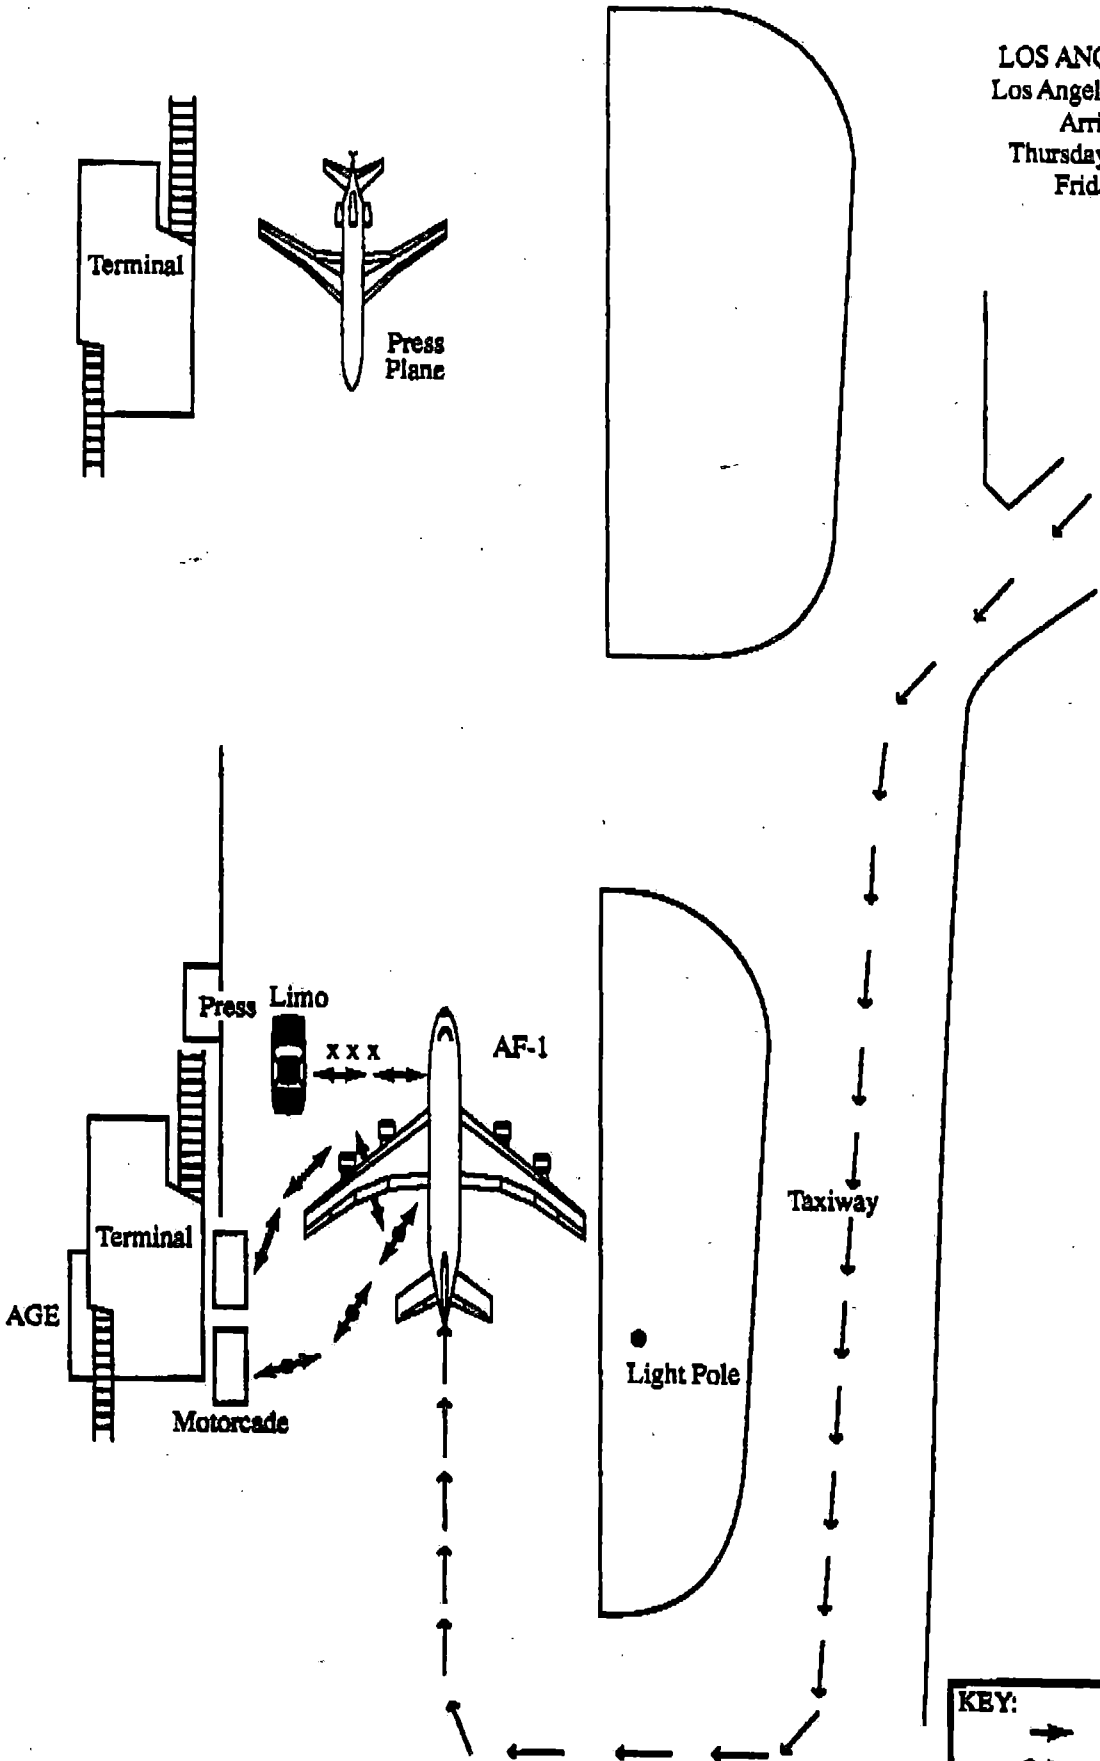 LOS ANG
Los Angel
Arri
Thursday
Frid
Terminal
Press
Plane
Press
Limo
x x x
AF-1
Taxiway
Terminal
AGE
Light Pole
Motorcade
KEY: